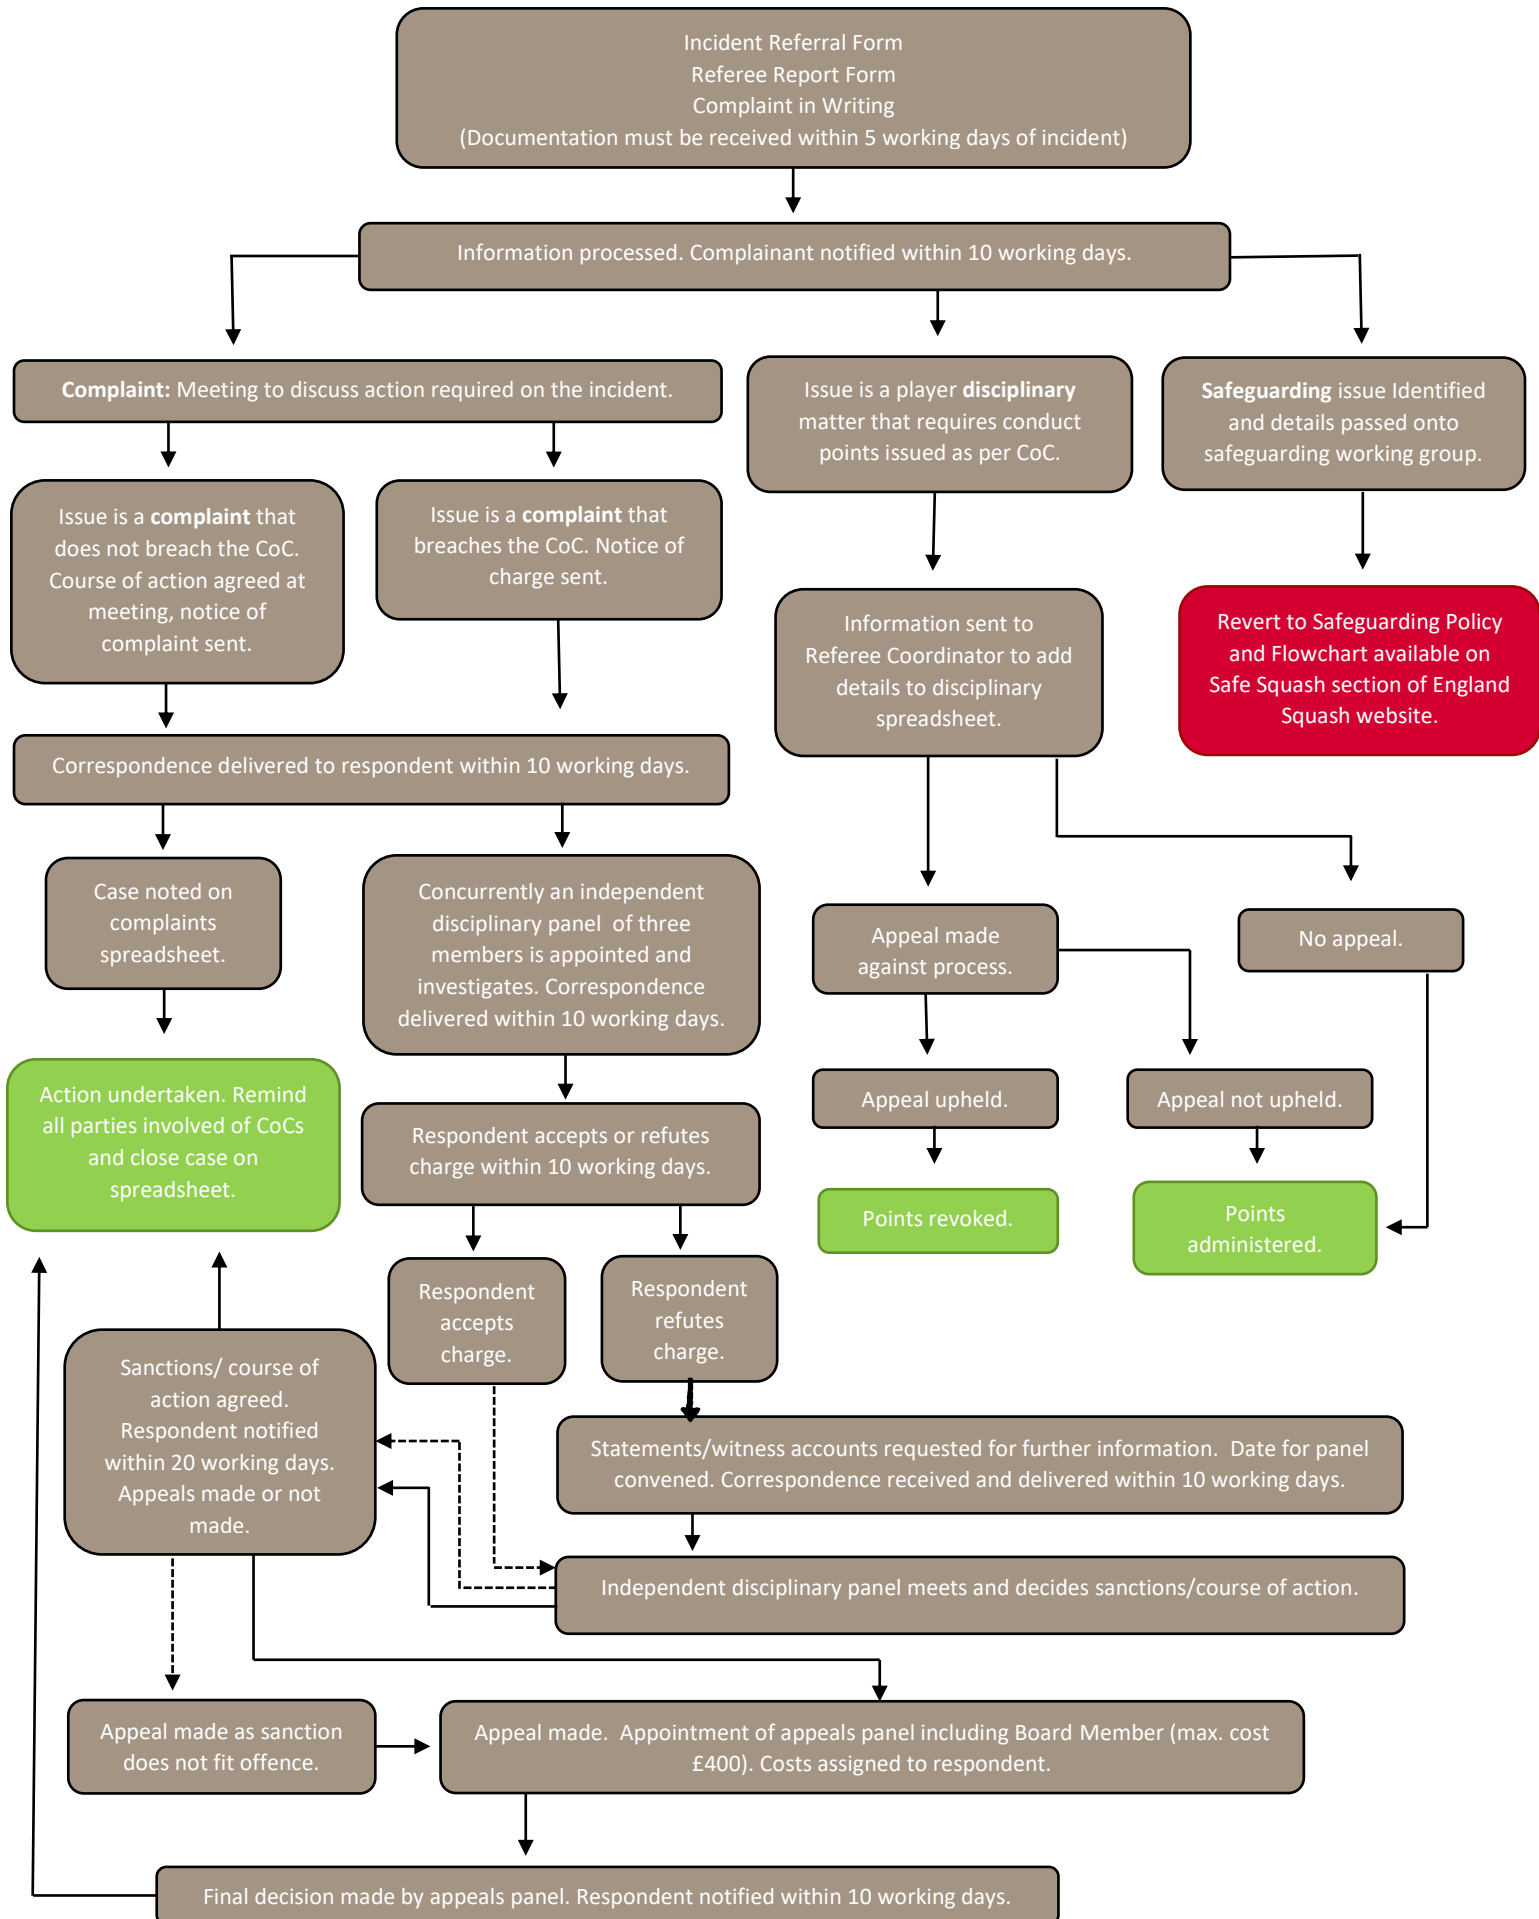 Incident Referral Form
Referee Report Form
Complaint in Writing
(Documentation must be received within 5 working days of incident)
Information processed. Complainant notified within 10 working days.
Complaint: Meeting to discuss action required on the incident.
Issue is a player disciplinary
matter that requires conduct
points issued as per CoC.
Safeguarding issue Identified
and details passed onto
safeguarding working group.
Issue is a complaint that
does not breach the CoC.
Course of action agreed at
meeting, notice of
complaint sent.
Issue is a complaint that
breaches the CoC. Notice of
charge sent.
Information sent to
Referee Coordinator to add
details to disciplinary
spreadsheet.
Revert to Safeguarding Policy
and Flowchart available on
Safe Squash section of England
Squash website.
Correspondence delivered to respondent within 10 working days.
Case noted on
complaints
spreadsheet.
Concurrently an independent
disciplinary panel of three
members is appointed and
investigates. Correspondence
delivered within 10 working days.
Appeal made
against process.
No appeal.
Action undertaken. Remind
all parties involved of CoCs
and close case on
spreadsheet.
Respondent accepts or refutes
charge within 10 working days.
Appeal upheld.
Appeal not upheld.
Points revoked.
Points
administered.
Respondent
accepts
charge.
Respondent
refutes
charge.
Sanctions/ course of
action agreed.
Respondent notified
within 20 working days.
Appeals made or not
made.
Statements/witness accounts requested for further information. Date for panel
convened. Correspondence received and delivered within 10 working days.
Independent disciplinary panel meets and decides sanctions/course of action.
Appeal made as sanction
does not fit offence.
Appeal made. Appointment of appeals panel including Board Member (max. cost
£400). Costs assigned to respondent.
Final decision made by appeals panel. Respondent notified within 10 working days.